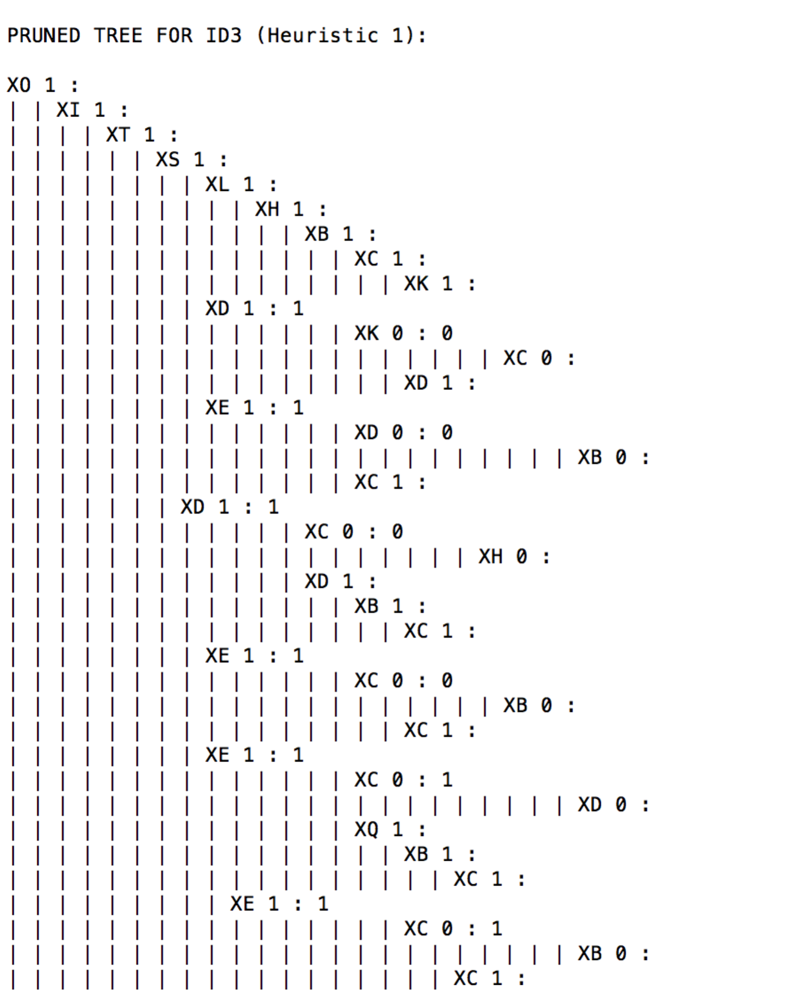 PRUNED TREE FOR ID3 (Heuristic 1):
XO 1 :
| | XI 1 :
| | | | XT 1 :
| | | | | | XS 1 :
| | | | | | | | XL 1 :
| | | | | | | | | | XH 1 :
| | | | | | | | | | | | XB 1 :
| | | | | | | | | | | | | | XC 1 :
| | | | | | | | | | | | | | | | XK 1 :
| | | | | | | | XD 1 : 1
| | | | | | | | | | | | | | XK 0 : 0
| | | | | | | | | | | | | | | | | | | | XC 0 :
| | | | | | | | | | | | | | | | XD 1 :
| | | | | | | | XE 1 : 1
| | | | | | | | | | | | | | XD 0 : 0
| | | | | | | | | | | | | | | | | | | | | | | XB 0 :
| | | | | | | | | | | | | | XC 1 :
| | | | | | | XD 1 : 1
| | | | | | | | | | | | XC 0 : 0
| | | | | | | | | | | | | | | | | | | XH 0 :
| | | | | | | | | | | | XD 1 :
| | | | | | | | | | | | | | XB 1 :
| | | | | | | | | | | | | | | | XC 1 :
| | | | | | | | XE 1 : 1
| | | | | | | | | | | | | | XC 0 : 0
| | | | | | | | | | | | | | | | | | | | XB 0 :
| | | | | | | | | | | | | | | | XC 1 :
| | | | | | | | XE 1 : 1
| | | | | | | | | | | | | | XC 0 : 1
| | | | | | | | | | | | | | | | | | | | | | | XD 0 :
| | | | | | | | | | | | | | XQ 1 :
| | | | | | | | | | | | | | | | XB 1 :
| | | | | | | | | | | | | | | | | | XC 1 :
| | | | | | | | | XE 1 : 1
| | | | | | | | | | | | | | | | XC 0 : 1
| | | | | | | | | | | | | | | | | | | | | | | XB 0 :
| | | | | | | | | | | | | | | | | | XC 1 :